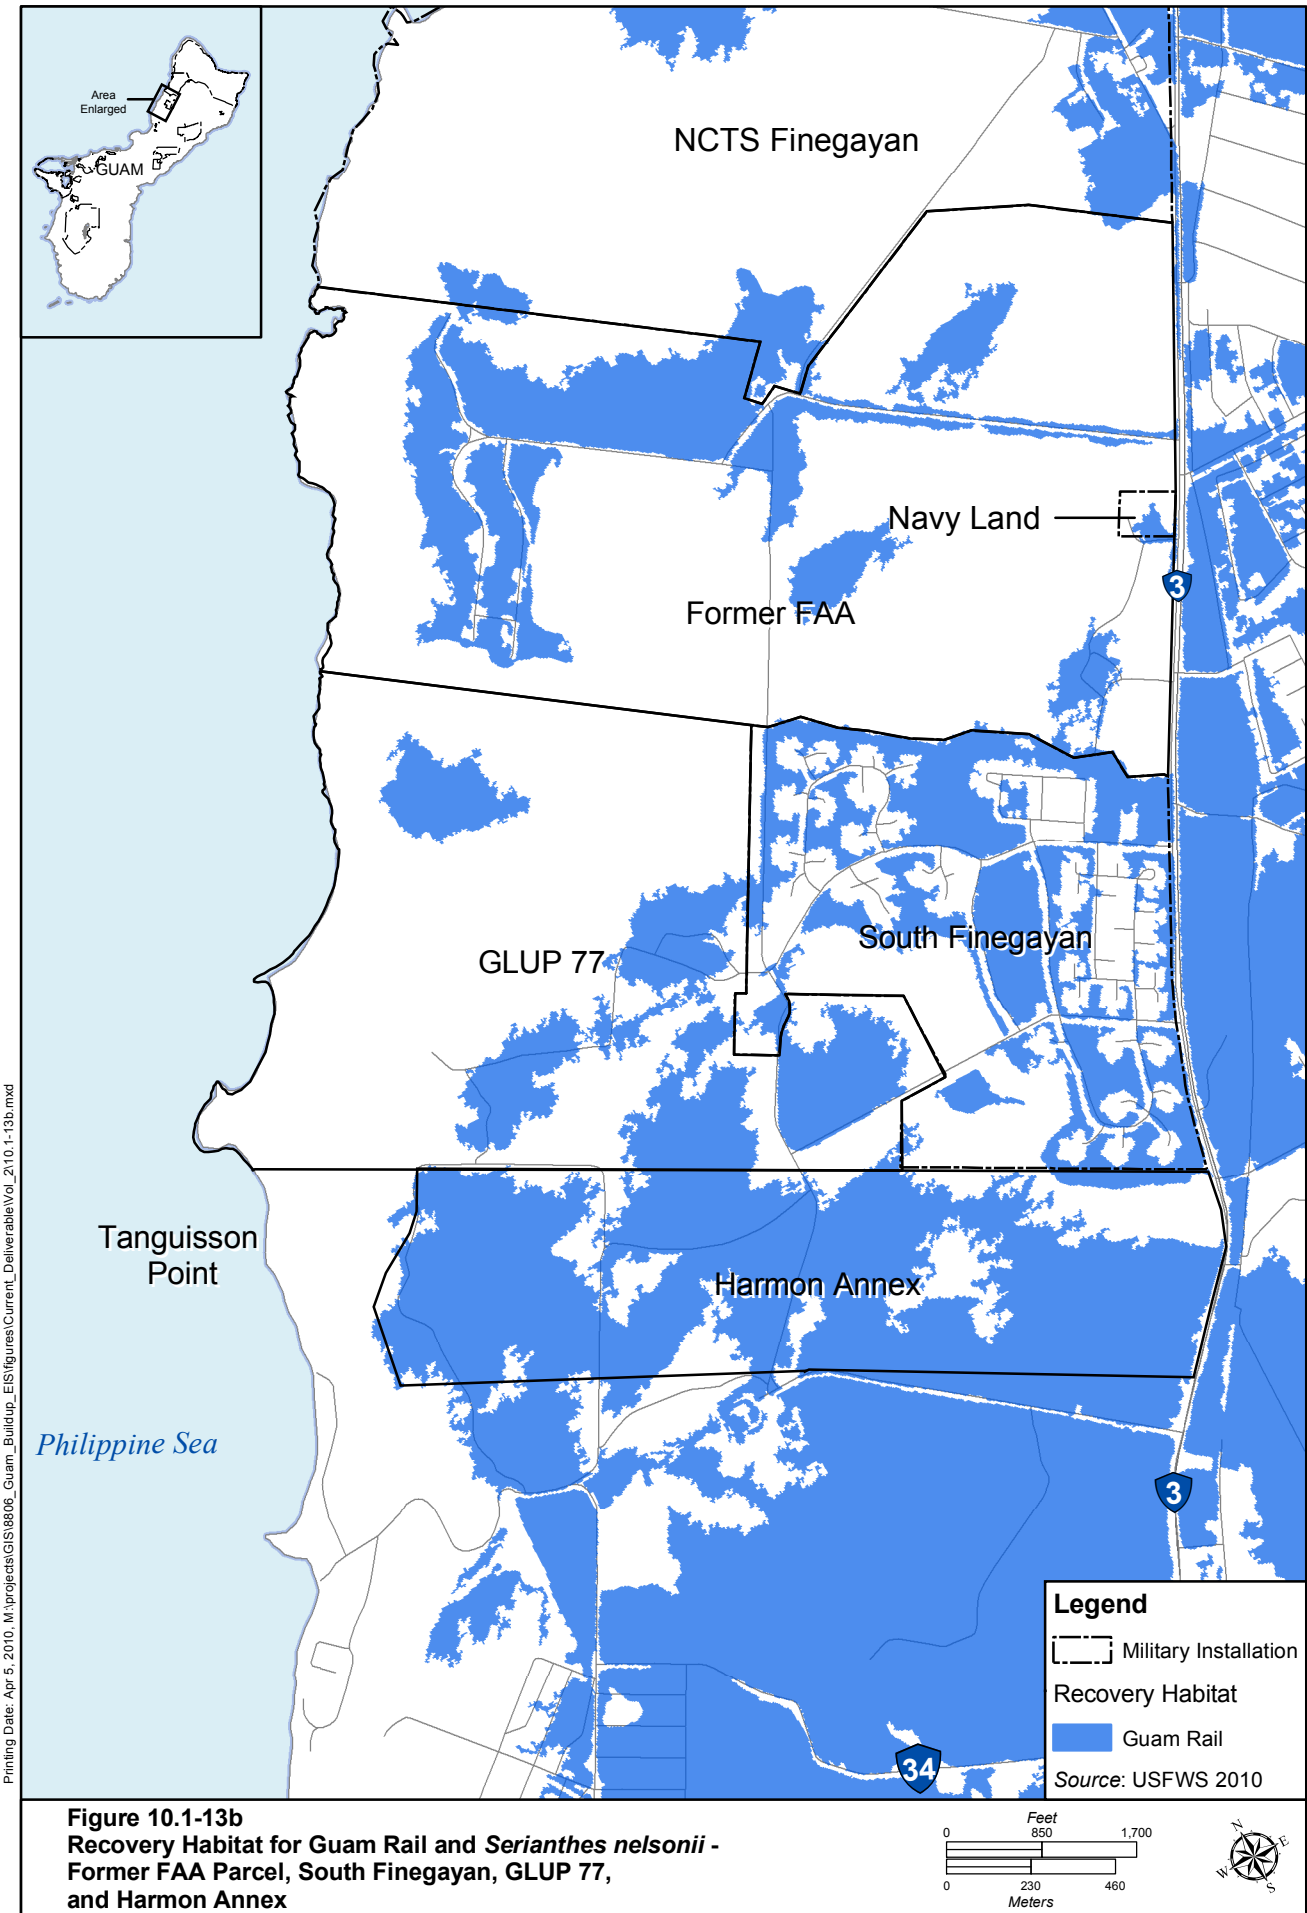 Area
Enlarged
GUAM
NCTS Finegayan
Navy Land
3
Former FAA
South Finegayan
GLUP 77
Tanguisson
Point
Harmon Annex
Philippine Sea
3
34
Legend
Military Installation
Recovery Habitat
Guam Rail
Source: USFWS 2010
Printing Date: Apr 5, 2010, M:\projects\GIS\8806_Guam_Buildup_EIS\figures\Current_Deliverable\Vol_2\10.1-13b.mxd
Figure 10.1-13b
Recovery Habitat for Guam Rail and Serianthes nelsonii -
Former FAA Parcel, South Finegayan, GLUP 77,
and Harmon Annex
Feet
0 850 1,700
0 230 460
Meters
N
E
W
S